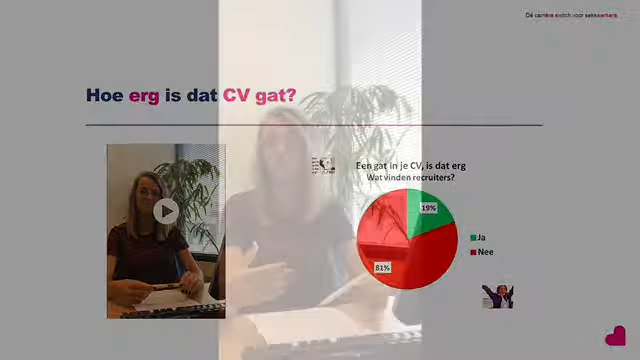 Dé carrière switch voor sekswerkers
Hoe erg is dat CV gat?
Een gat in je CV, is dat erg
Wat vinden recruiters?
19%
81%
Ja
Nee